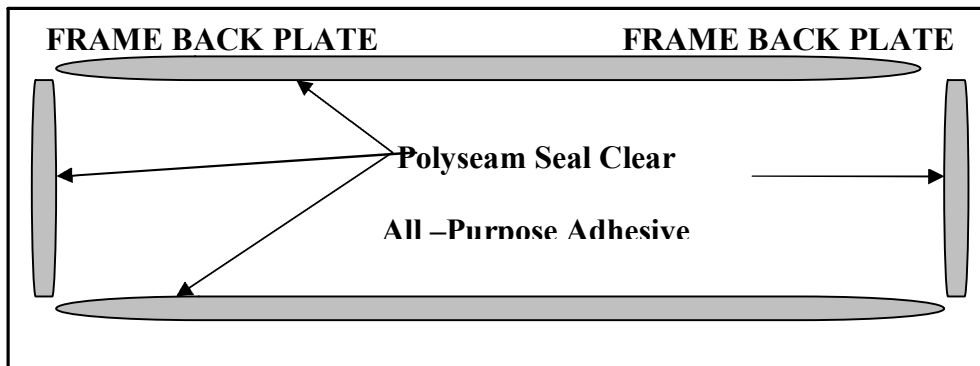 FRAME BACK PLATE FRAME BACK PLATE
Polyseam Seal Clear
All –Purpose Adhesive